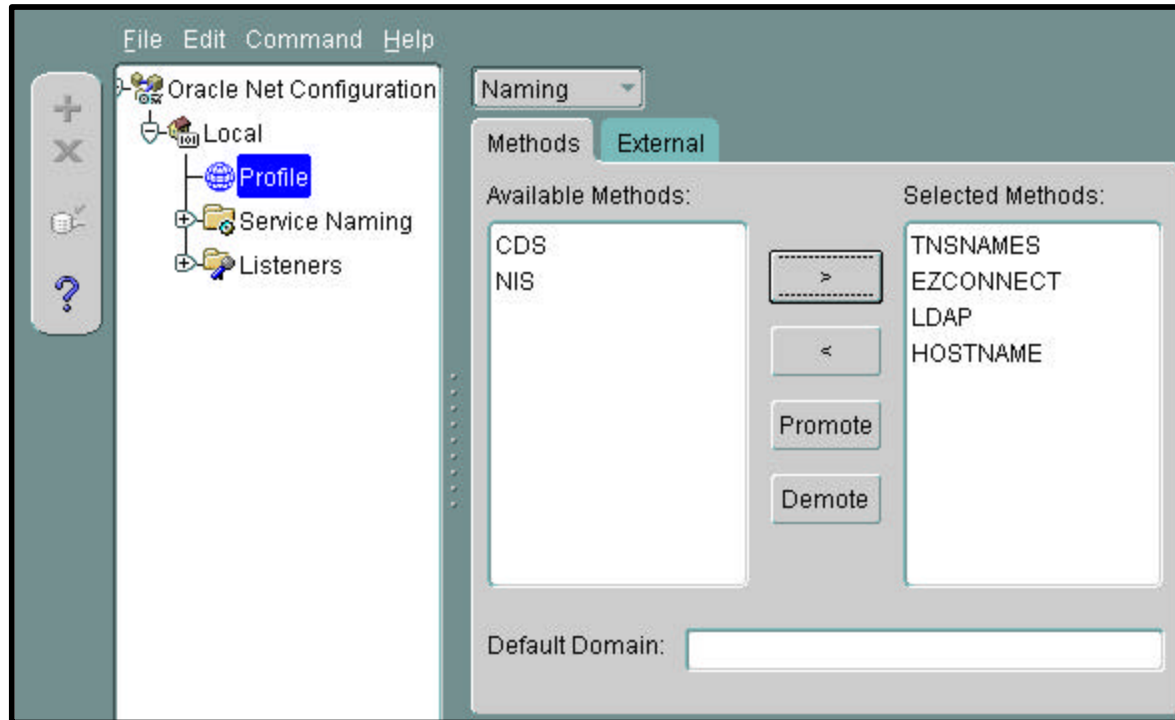 File Edit Command Help
Oracle Net Configuration
Local
Profile
Service Naming
Listeners
Naming
Methods External
Available Methods:
CDS
NIS
>
<
Promote
Demote
Selected Methods:
TNSNAMES
EZCONNECT
LDAP
HOSTNAME
Default Domain: